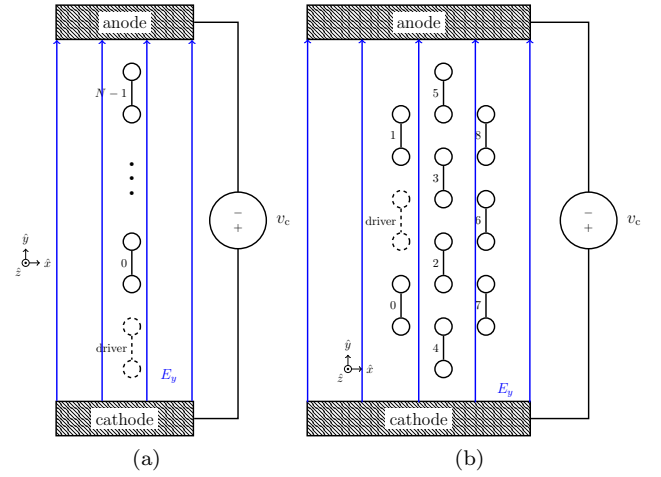 anode
N − 1
0
driver
ŷ
x̂
ẑ
E_y
−
+
v_c
cathode
(a)
anode
5
1
8
3
driver
6
2
0
7
4
ŷ
x̂
ẑ
E_y
−
+
v_c
cathode
(b)